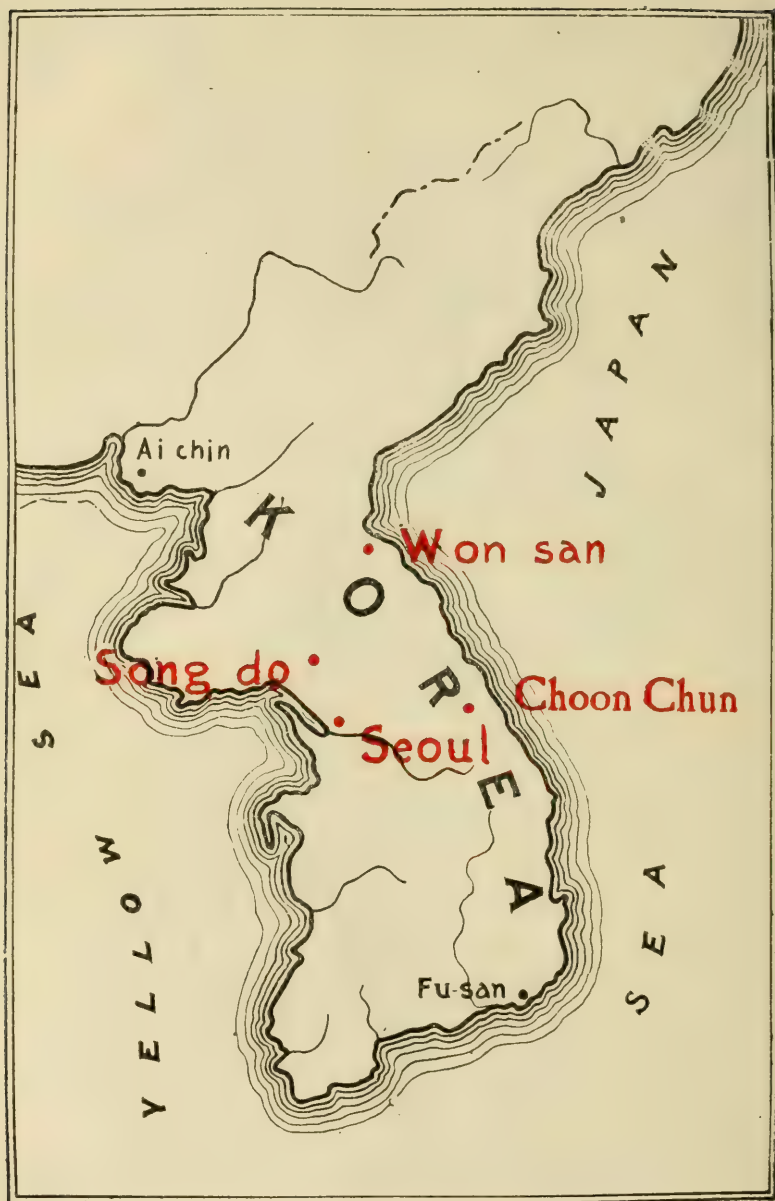 JAPAN
Ai chin
KOREA
Won san
SEA
Song do
Choon Chun
Seoul
YELLOW
SEA
Fu-san